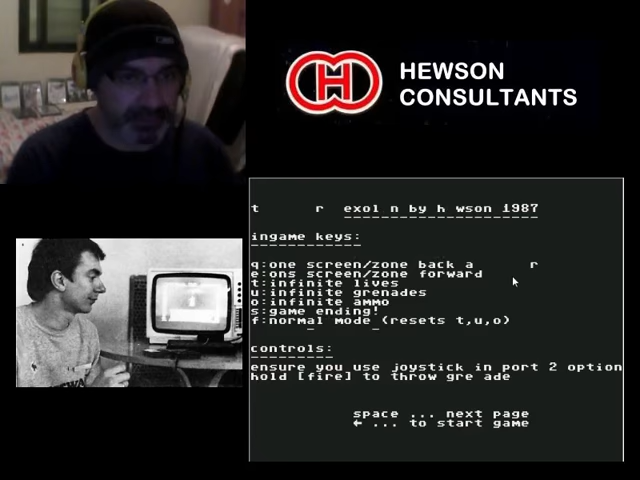 HEWSON
CONSULTANTS
t r exol n by h wson 1987
ingame keys:
q:one screen/zone back a r
e:ons screen/zone forward
t:infinite lives
u:infinite grenades
o:infinite ammo
s:game ending!
f:normal mode (resets t,u,o)
controls:
ensure you use joystick in port 2 option
hold [fire] to throw gre ade
space ... next page
← ... to start game